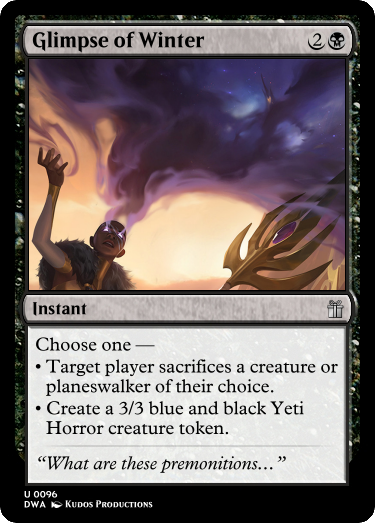 Glimpse of Winter 2
Instant
Choose one —
• Target player sacrifices a creature or
planeswalker of their choice.
• Create a 3/3 blue and black Yeti
Horror creature token.
“What are these premonitions…”
U 0096
DWA Kudos Productions